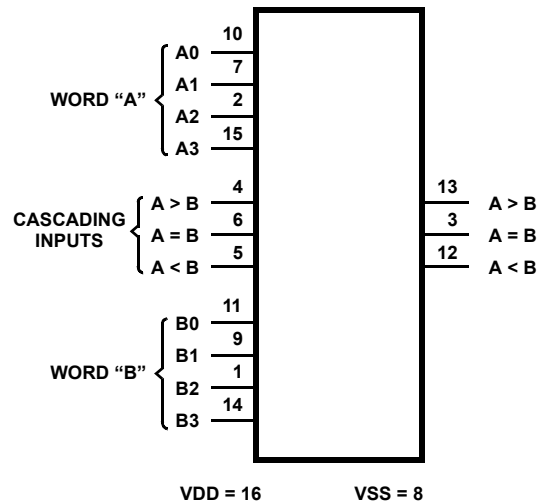 10
A0
7
A1
WORD “A”
2
A2
15
A3
4
A > B
13
A > B
CASCADING
INPUTS
6
A = B
3
A = B
5
A < B
12
A < B
11
B0
9
B1
WORD “B”
1
B2
14
B3
VDD = 16 VSS = 8